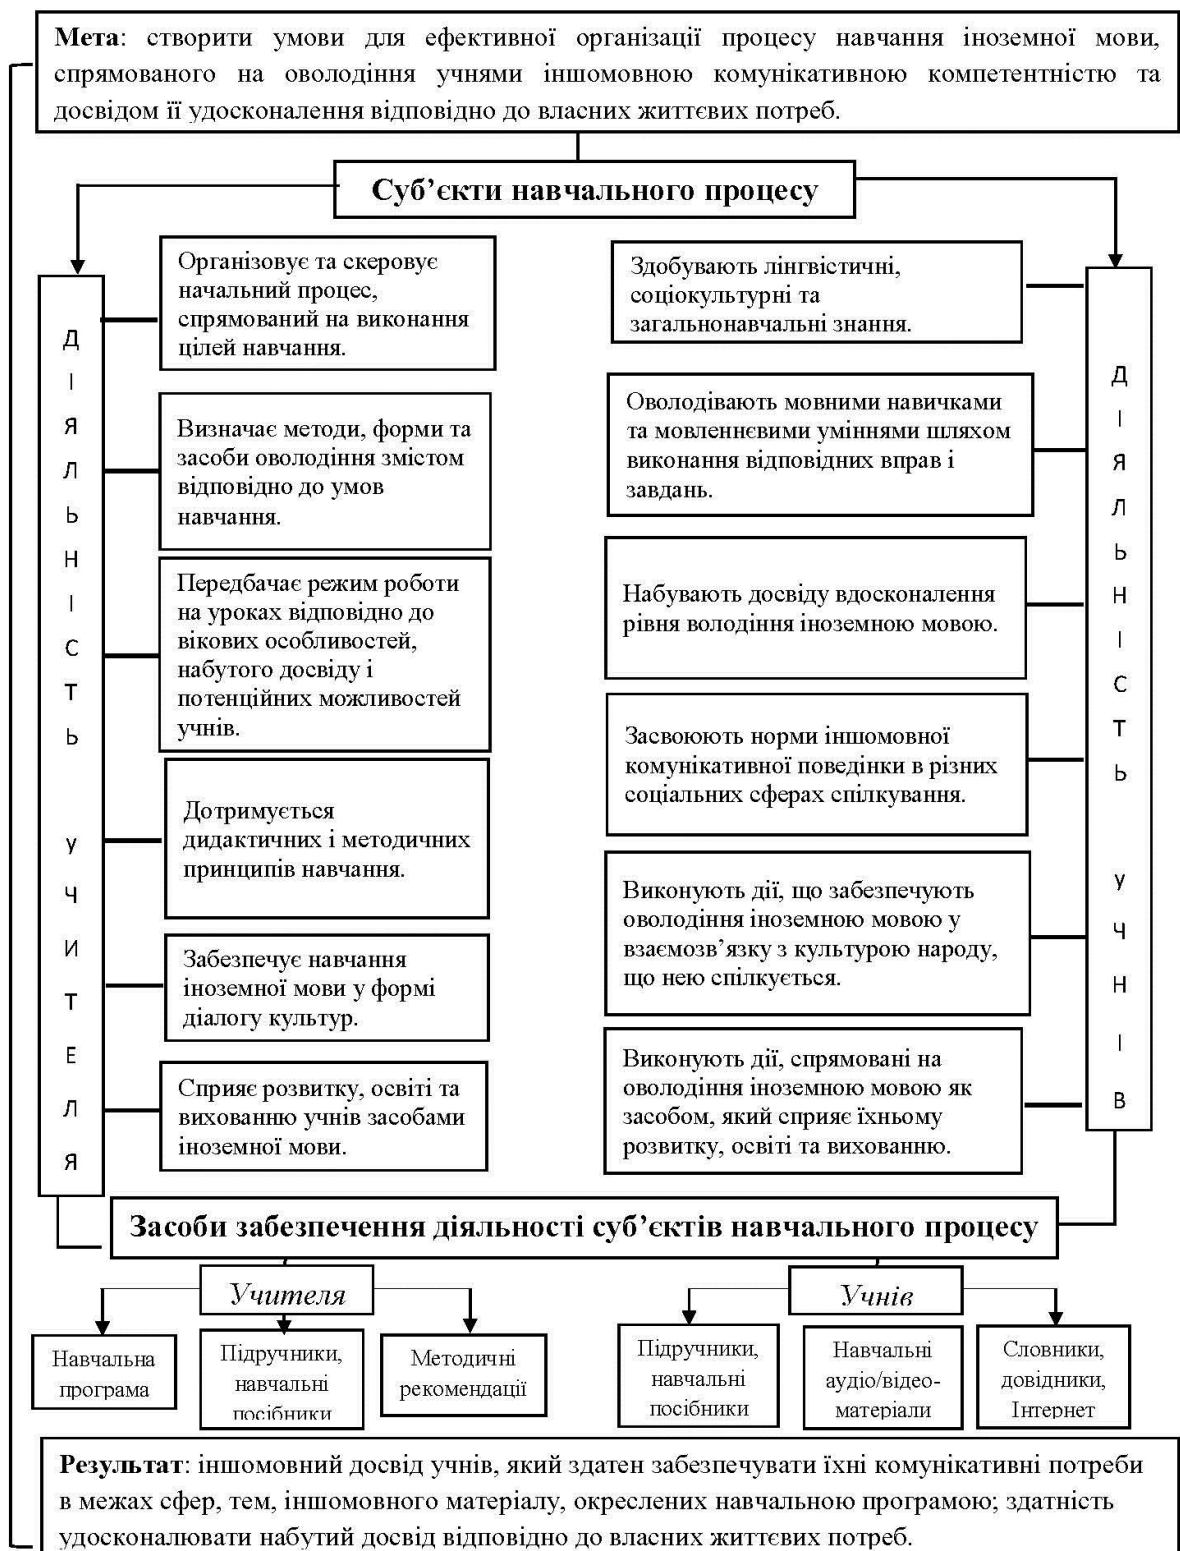 Мета: створити умови для ефективної організації процесу навчання іноземної мови,
спрямованого на оволодіння учнями іншомовною комунікативною компетентністю та
досвідом її удосконалення відповідно до власних життєвих потреб.
Суб’єкти навчального процесу
ДІЯЛЬНІСТЬ УЧИТЕЛЯ
Організовує та скеровує
начальний процес,
спрямований на виконання
цілей навчання.
Визначає методи, форми та
засоби оволодіння змістом
відповідно до умов
навчання.
Передбачає режим роботи
на уроках відповідно до
вікових особливостей,
набутого досвіду і
потенційних можливостей
учнів.
Дотримується
дидактичних і методичних
принципів навчання.
Забезпечує навчання
іноземної мови у формі
діалогу культур.
Сприяє розвитку, освіті та
вихованню учнів засобами
іноземної мови.
Здобувають лінгвістичні,
соціокультурні та
загальнонавчальні знання.
Оволодівають мовними навичками
та мовленнєвими уміннями шляхом
виконання відповідних вправ і
завдань.
Набувають досвіду вдосконалення
рівня володіння іноземною мовою.
Засвоюють норми іншомовної
комунікативної поведінки в різних
соціальних сферах спілкування.
Виконують дії, що забезпечують
оволодіння іноземною мовою у
взаємозв’язку з культурою народу,
що нею спілкується.
Виконують дії, спрямовані на
оволодіння іноземною мовою як
засобом, який сприяє їхньому
розвитку, освіті та вихованню.
ДІЯЛЬНІСТЬ УЧНІВ
Засоби забезпечення діяльності суб’єктів навчального процесу
Учителя
Навчальна
програма
Підручники,
навчальні
посібники
Методичні
рекомендації
Учнів
Підручники,
навчальні
посібники
Навчальні
аудіо/відео-
матеріали
Словники,
довідники,
Інтернет
Результат: іншомовний досвід учнів, який здатен забезпечувати їхні комунікативні потреби
в межах сфер, тем, іншомовного матеріалу, окреслених навчальною програмою; здатність
удосконалювати набутий досвід відповідно до власних життєвих потреб.